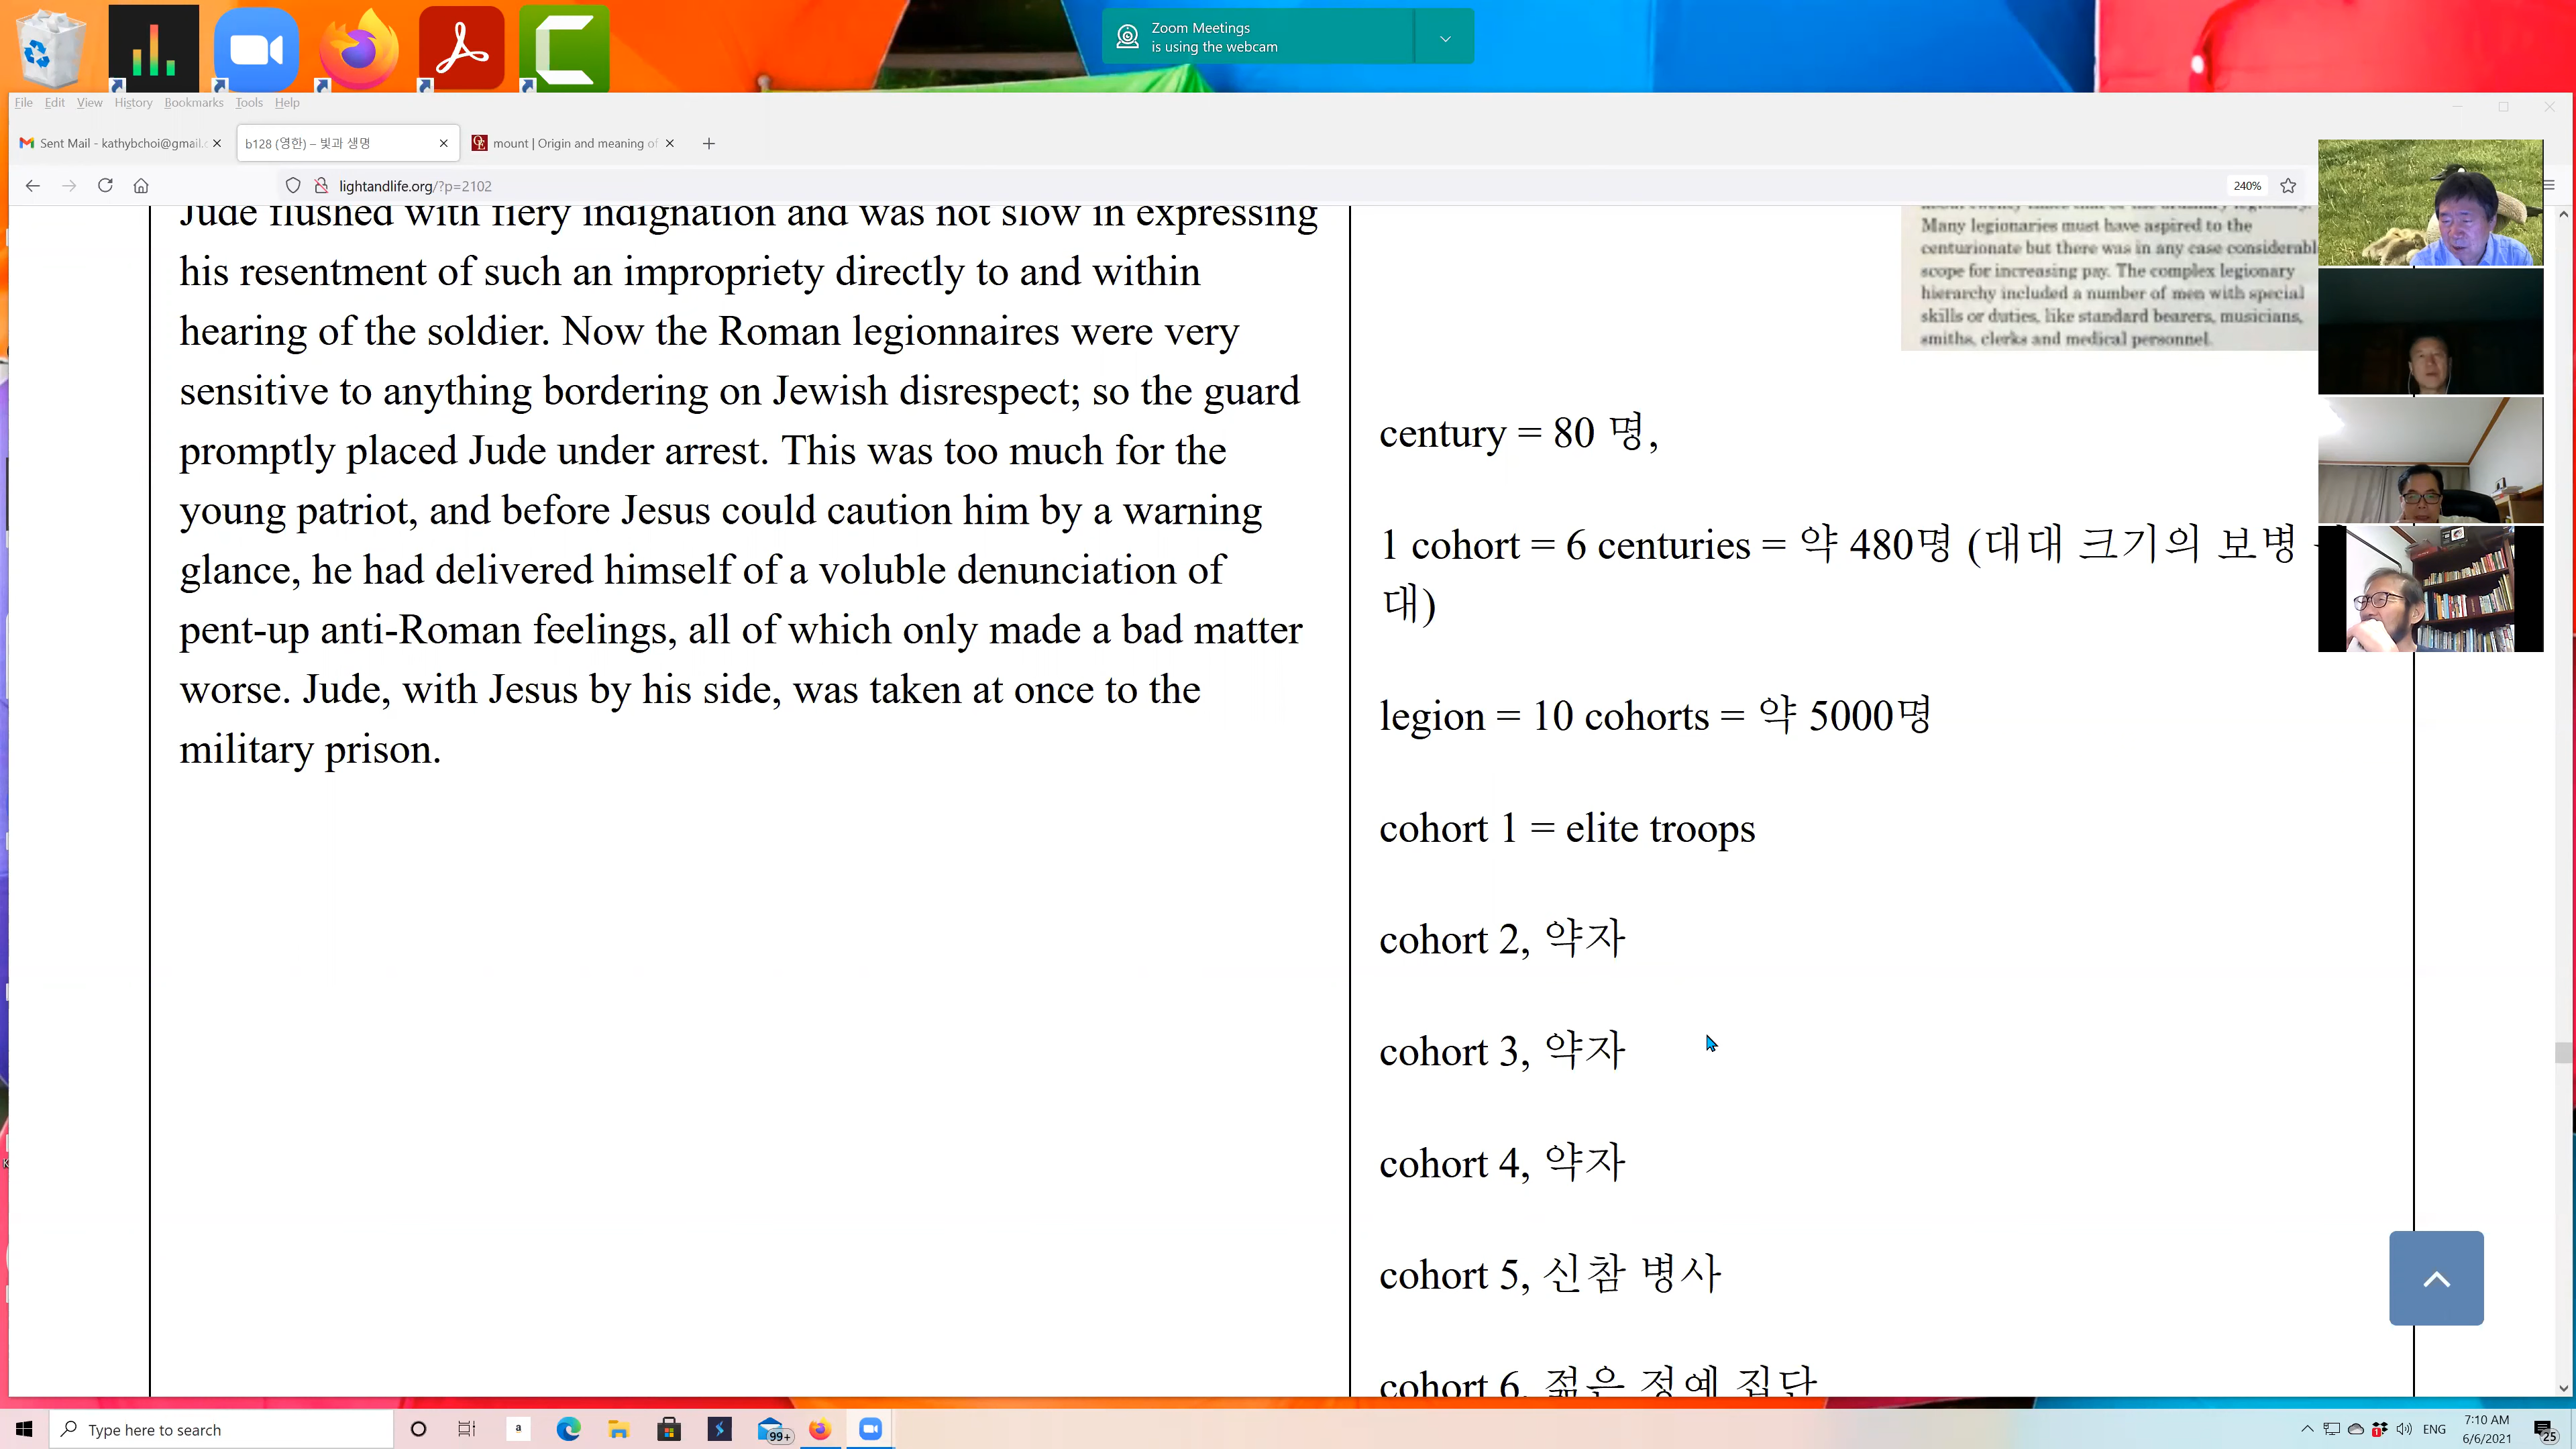 Zoom Meetings
is using the webcam
File Edit View History Bookmarks Tools Help
Sent Mail - kathybchoi@gmail.c
b128 (영한) – 빛과 생명
mount | Origin and meaning of
lightandlife.org/?p=2102
240%
Jude flushed with fiery indignation and was not slow in expressing
his resentment of such an impropriety directly to and within
hearing of the soldier. Now the Roman legionnaires were very
sensitive to anything bordering on Jewish disrespect; so the guard
promptly placed Jude under arrest. This was too much for the
young patriot, and before Jesus could caution him by a warning
glance, he had delivered himself of a voluble denunciation of
pent-up anti-Roman feelings, all of which only made a bad matter
worse. Jude, with Jesus by his side, was taken at once to the
military prison.
Many legionaries must have aspired to the
centurionate but there was in any case considerabl
scope for increasing pay. The complex legionary
hierarchy included a number of men with special
skills or duties, like standard bearers, musicians,
smiths, clerks and medical personnel.
century = 80 명,
1 cohort = 6 centuries = 약 480명 (대대 크기의 보병
대)
legion = 10 cohorts = 약 5000명
cohort 1 = elite troops
cohort 2, 약자
cohort 3, 약자
cohort 4, 약자
cohort 5, 신참 병사
cohort 6, 젊은 정예 집단
Type here to search
a
99+
ENG
7:10 AM
6/6/2021
25